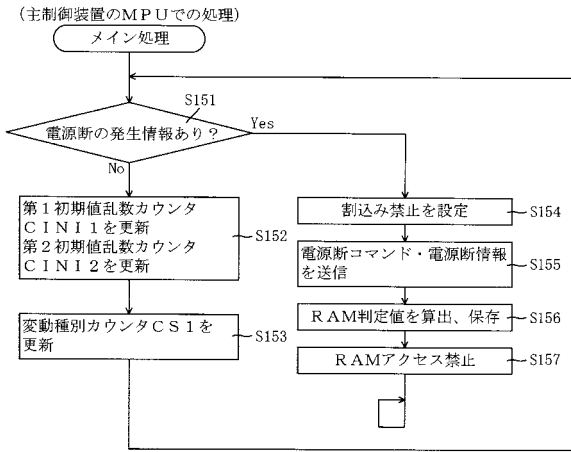 (主制御装置のMPUでの処理)
メイン処理
S151
電源断の発生情報あり？
Yes
No
第1初期値乱数カウンタ
CINI1を更新
第2初期値乱数カウンタ
CINI2を更新
S152
変動種別カウンタCS1を
更新
S153
割込み禁止を設定
S154
電源断コマンド・電源断情報
を送信
S155
RAM判定値を算出、保存
S156
RAMアクセス禁止
S157